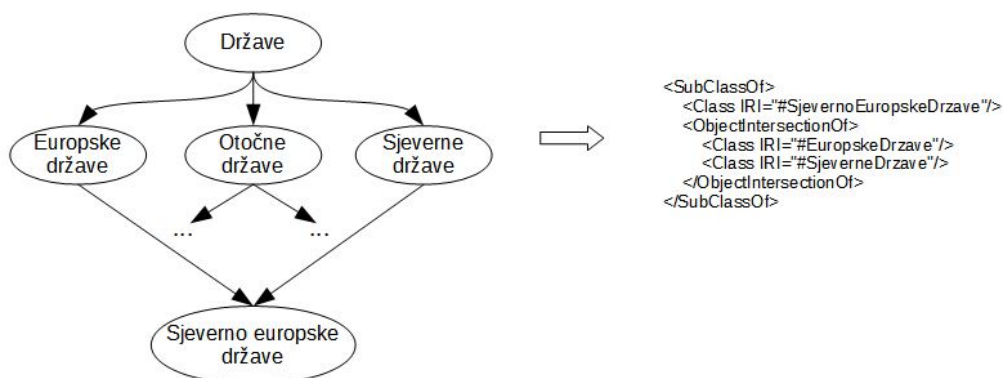 Države
Europske
države
Otočne
države
Sjeverne
države
...
...
Sjeverno europske
države
<SubClassOf>
<Class IRI="#SjevernoEuropskeDrzave"/>
<ObjectIntersectionOf>
<Class IRI="#EuropskeDrzave"/>
<Class IRI="#SjeverneDrzave"/>
</ObjectIntersectionOf>
</SubClassOf>